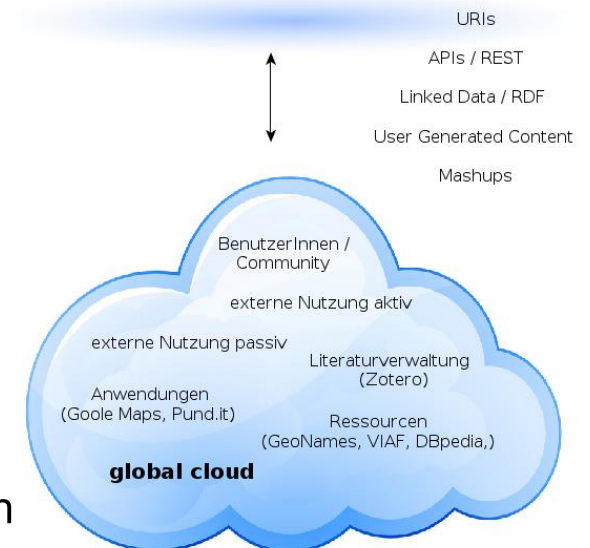 URIs
APIs / REST
Linked Data / RDF
User Generated Content
Mashups
BenutzerInnen /
Community
externe Nutzung aktiv
externe Nutzung passiv
Literaturverwaltung
(Zotero)
Anwendungen
(Goole Maps, Pund.it)
Ressourcen
(GeoNames, VIAF, DBpedia,)
global cloud
n